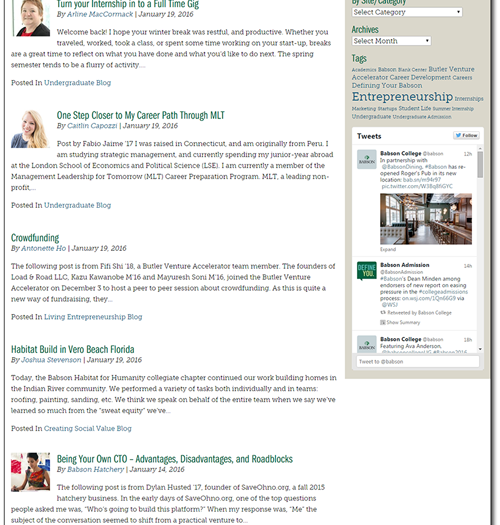 Turn your Internship in to a Full Time Gig
By Arline MacCormack | January 19, 2016
Welcome back! I hope your winter break was restful, and productive. Whether you
traveled, worked, took a class, or spent some time working on your start-up, breaks
are a great time to reflect on what you have done and what you'd like to do next. The spring
semester tends to be a flurry of activity....
Posted In Undergraduate Blog
One Step Closer to My Career Path Through MLT
By Caitlin Capozzi | January 19, 2016
Post by Fabio Jaime '17 I was raised in Connecticut, and am originally from Peru. I
am studying strategic management, and currently spending my junior-year abroad
at the London School of Economics and Political Science (LSE). I am currently a member of the
Management Leadership for Tomorrow (MLT) Career Preparation Program. MLT, a leading non-
profit,...
Posted In Undergraduate Blog
Crowdfunding
By Antonette Ho | January 19, 2016
The following post is from Fifi Shi '18, a Butler Venture Accelerator team member. The founders of
Load & Road LLC, Kazu Kawanobe M'16 and Mayuresh Soni M'16, joined the Butler Venture
Accelerator on December 3 to host a peer to peer session about crowdfunding. As this is quite a
new way of fundraising, they...
Posted In Living Entrepreneurship Blog
Habitat Build in Vero Beach Florida
By Joshua Stevenson | January 19, 2016
Today, the Babson Habitat for Humanity collegiate chapter continued our work building homes in
the Indian River community. We performed a variety of tasks both individually and in teams:
roofing, painting, sanding, etc. We think we speak on behalf of the entire team when we say we've
learned so much from the "sweat equity" we've...
Posted In Creating Social Value Blog
Being Your Own CTO – Advantages, Disadvantages, and Roadblocks
By Babson Hatchery | January 14, 2016
The following post is from Dylan Husted '17, founder of SaveOhno.org, a fall 2015
hatchery business. In the early days of SaveOhno.org, one of the top questions
people asked me was, "Who's going to build this platform?" When my response was, "Me" the
subject of the conversation seemed to shift from a practical venture to...
By Site/Category
Select Category
Archives
Select Month
Tags
Academics Babson Blank Center Butler Venture
Accelerator Career Development Careers
Defining Your Babson
Entrepreneurship Internships
Marketing Startups Student Life Summer Internship
Undergraduate Undergraduate Admission
Tweets
Follow
Babson College @babson 12h
In partnership with
@BabsonDining, #Babson has re-
opened Roger's Pub in its new
location: bab.sn/m94r97
pic.twitter.com/W38q8fiGYC
Expand
DEFINE YOU.
Babson Admission 14h
@BabsonAdmission
#Babson's Dean Minden among
endorsers of new report on easing
pressure in the #collegeadmissions
process: on.wsj.com/1Qn66G9 via
@WSJ
Retweeted by Babson College
Show Summary
Babson College @babson 16h
Featuring Ava Anderson,
Tweet to @babson